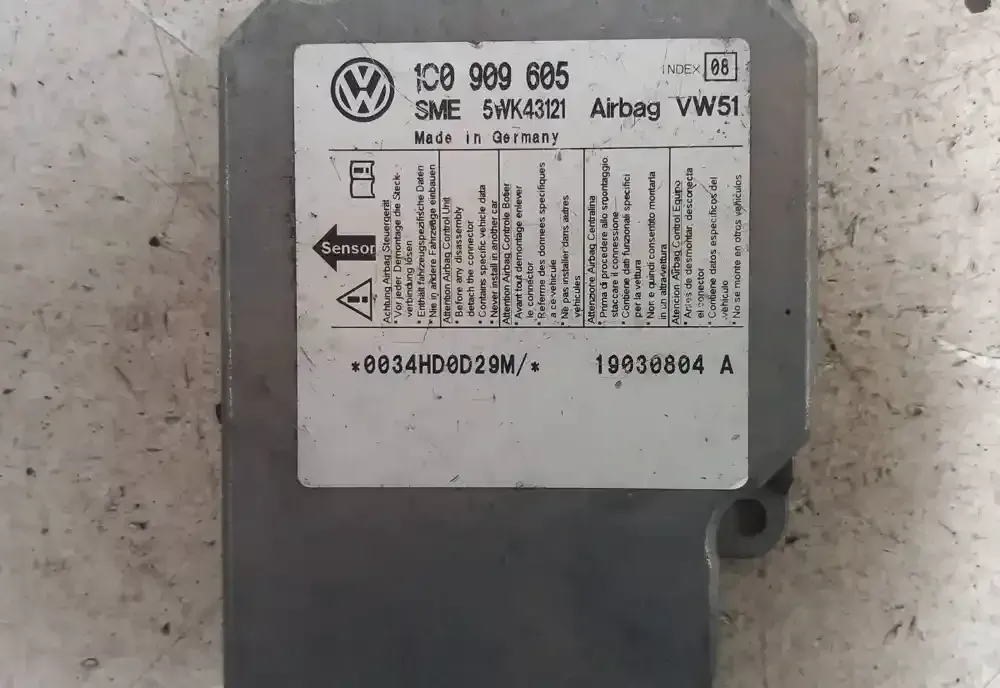 1C0 909 605
INDEX 08
SME 5WK43121 Airbag VW51
Made in Germany
Sensor
Achtung Airbag Steuergerät
* Vor jeder Demontage die Steck-
verbindung lösen
* Enthält fahrzeugspezifische Daten
* Nie in andere Fahrzeuge einbauen
Attention Airbag Control Unit
* Before any disassembly
detach the connector
* Contains specific vehicle data
* Never install in another car
Attention Airbag Controle Boitier
* Avant tout demontage enlever
le connector
* Referme des donnees specifiques
a ce vehicule
* Ne pas installer dans autres
vehicules
Attenzione Airbag Centralina
* Prima di procedere allo smontaggio
staccare il connessione
* Contiene dati funzionali specifici
per la vettura
* Non e quindi consentito montarla
in un altra vettura
Atencion Airbag Control Equipo
* Antes de desmontar, desconecta
el connector
* Contiene datos especificos del
vehiculo
* No se monte en otros vehiculos
*0034HD0D29M/* 19030804 A